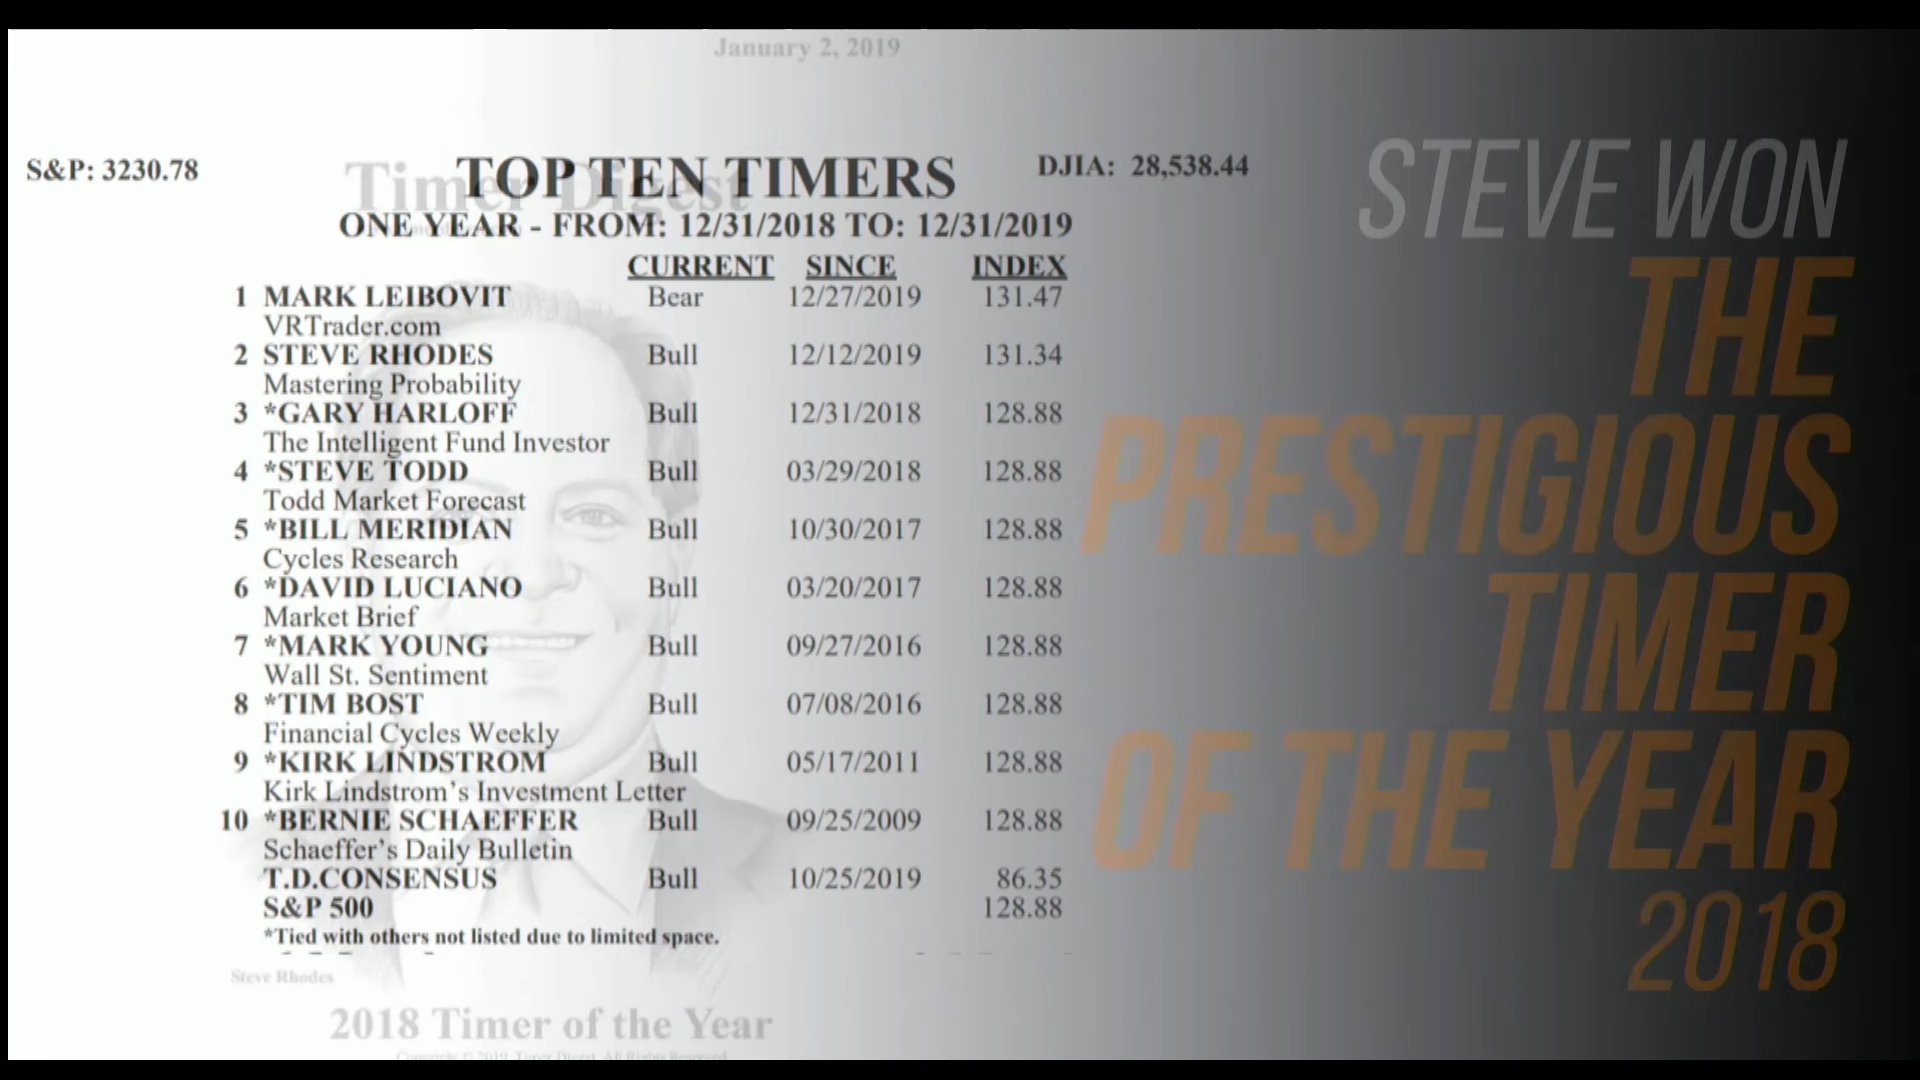 January 2, 2019
S&P: 3230.78
Timer Digest
TOP TEN TIMERS
DJIA: 28,538.44
ONE YEAR - FROM: 12/31/2018 TO: 12/31/2019
CURRENT SINCE INDEX
1 MARK LEIBOVIT Bear 12/27/2019 131.47
VRTrader.com
2 STEVE RHODES Bull 12/12/2019 131.34
Mastering Probability
3 *GARY HARLOFF Bull 12/31/2018 128.88
The Intelligent Fund Investor
4 *STEVE TODD Bull 03/29/2018 128.88
Todd Market Forecast
5 *BILL MERIDIAN Bull 10/30/2017 128.88
Cycles Research
6 *DAVID LUCIANO Bull 03/20/2017 128.88
Market Brief
7 *MARK YOUNG Bull 09/27/2016 128.88
Wall St. Sentiment
8 *TIM BOST Bull 07/08/2016 128.88
Financial Cycles Weekly
9 *KIRK LINDSTROM Bull 05/17/2011 128.88
Kirk Lindstrom's Investment Letter
10 *BERNIE SCHAEFFER Bull 09/25/2009 128.88
Schaeffer's Daily Bulletin
T.D.CONSENSUS Bull 10/25/2019 86.35
S&P 500 128.88
*Tied with others not listed due to limited space.
Steve Rhodes
2018 Timer of the Year
Copyright © 2019, Timer Digest, All Rights Reserved
STEVE WON
THE
PRESTIGIOUS
TIMER
OF THE YEAR
2018